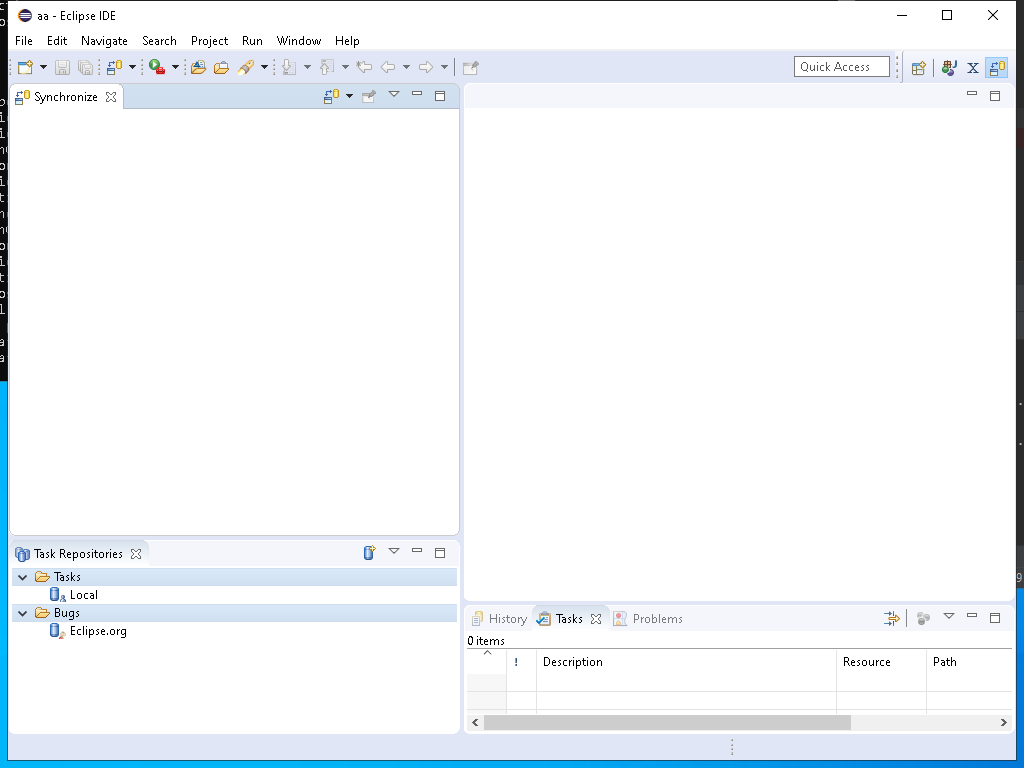 aa - Eclipse IDE
File Edit Navigate Search Project Run Window Help
Quick Access
Synchronize
Task Repositories
Tasks
Local
Bugs
Eclipse.org
History Tasks Problems
0 items
! Description Resource Path